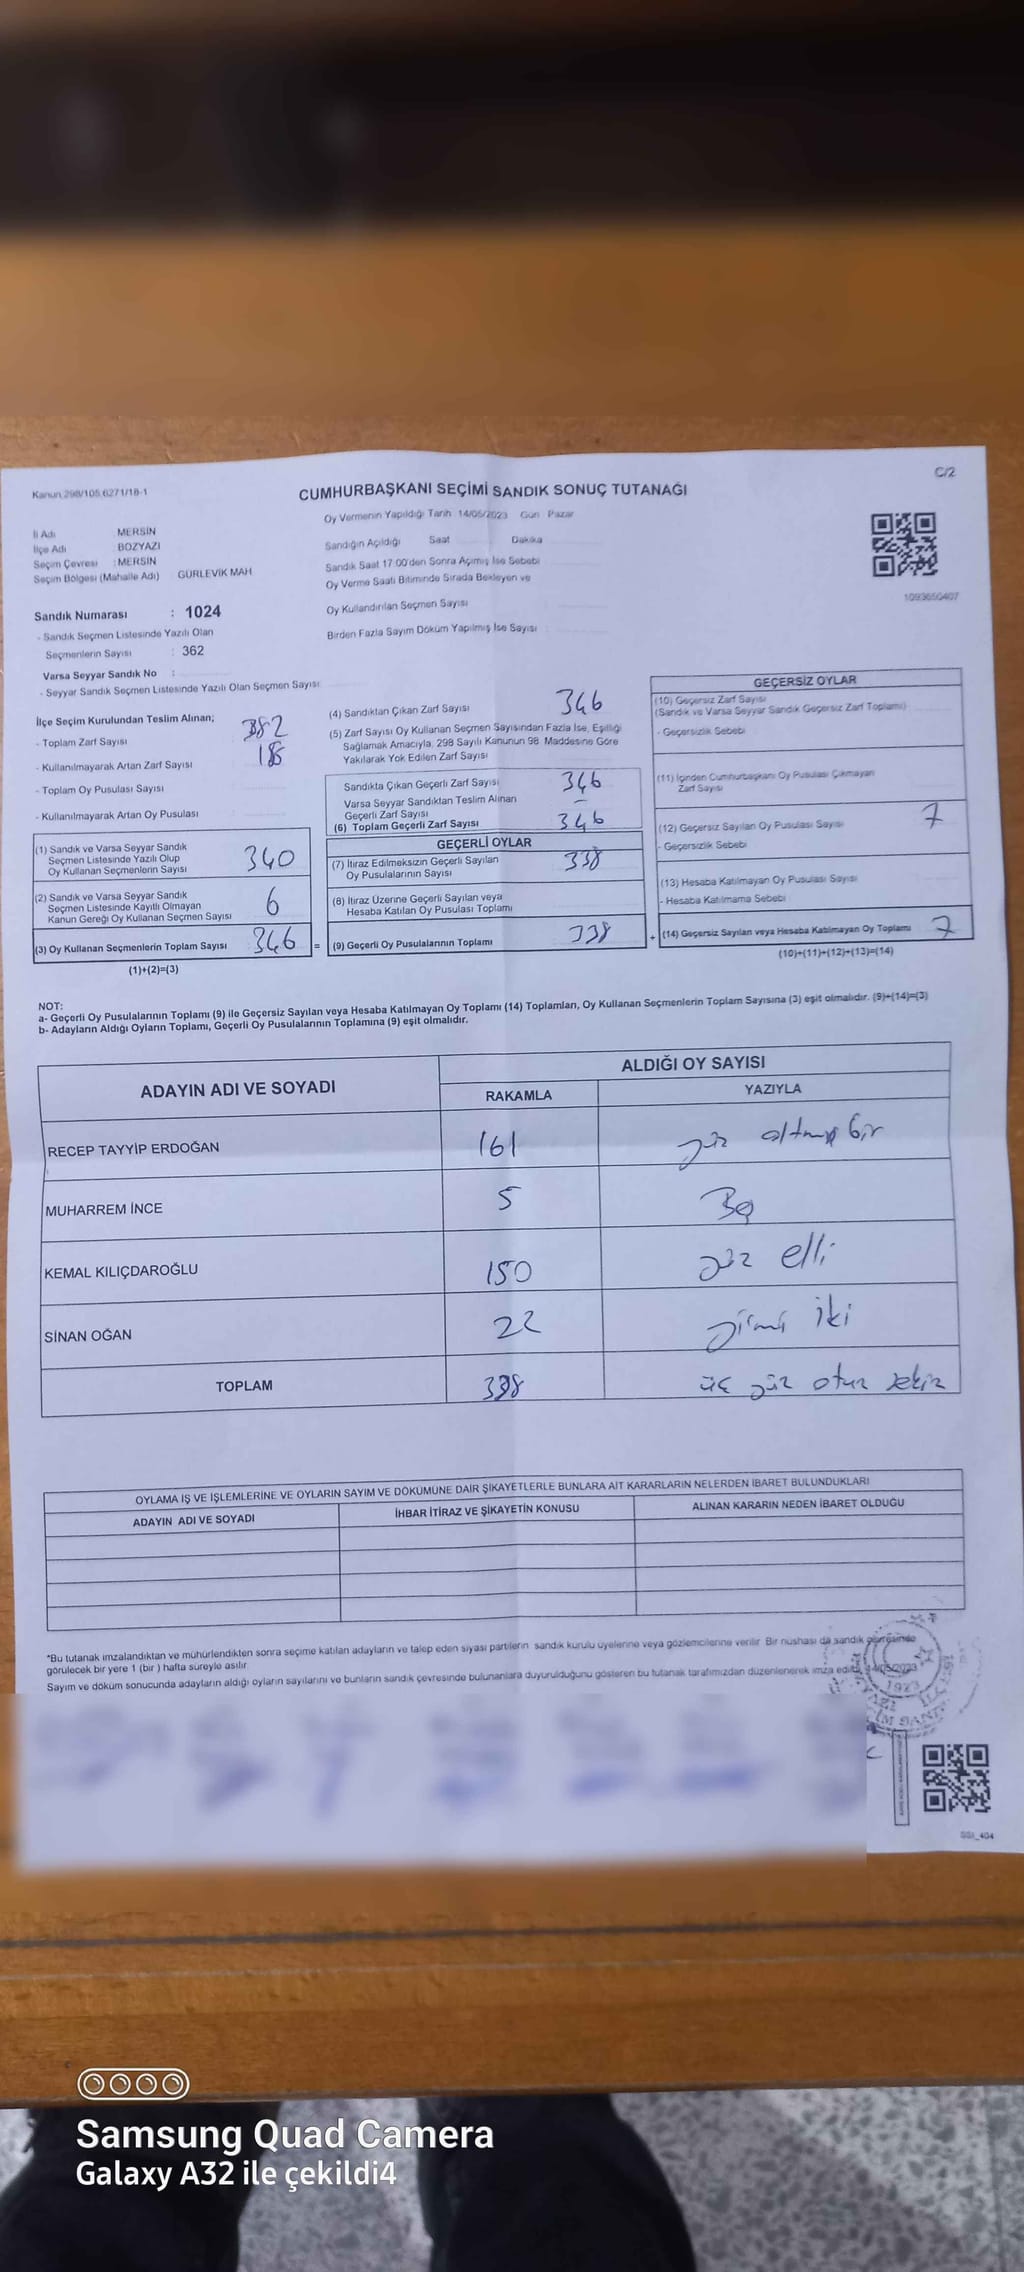 C/2
Kanun 298/105 6271/18-1
CUMHURBAŞKANI SEÇİMİ SANDIK SONUÇ TUTANAĞI
Oy Vermenin Yapıldığı Tarih 14/05/2023 Gün Pazar
İli Adı MERSİN
İlçe Adı BOZYAZI
Seçim Çevresi : MERSİN
Seçim Bölgesi (Mahalle Adı) GÜRLEVİK MAH
Sandığın Açıldığı Saat Dakika
Sandık Saat 17.00'den Sonra Açımış İse Sebebi
Oy Verme Saati Bitiminde Sırada Bekleyen ve
Oy Kullandırılan Seçmen Sayısı
Birden Fazla Sayım Döküm Yapılmış İse Sayısı
1093650407
Sandık Numarası : 1024
- Sandık Seçmen Listesinde Yazılı Olan
Seçmenlerin Sayısı : 362
Varsa Seyyar Sandık No :
- Seyyar Sandık Seçmen Listesinde Yazılı Olan Seçmen Sayısı
İlçe Seçim Kurulundan Teslim Alınan;
- Toplam Zarf Sayısı 382
- Kullanılmayarak Artan Zarf Sayısı
- Toplam Oy Pusulası Sayısı
- Kullanılmayarak Artan Oy Pusulası
(1) Sandık ve Varsa Seyyar Sandık
Seçmen Listesinde Yazılı Olup
Oy Kullanan Seçmenlerin Sayısı 340
(2) Sandık ve Varsa Seyyar Sandık
Seçmen Listesinde Kayıtlı Olmayan
Kanun Gereği Oy Kullanan Seçmen Sayısı 6
(3) Oy Kullanan Seçmenlerin Toplam Sayısı 346
(1)+(2)=(3)
(4) Sandıktan Çıkan Zarf Sayısı 346
(5) Zarf Sayısı Oy Kullanan Seçmen Sayısından Fazla İse, Eşitliği
Sağlamak Amacıyla, 298 Sayılı Kanunun 98. Maddesine Göre
Yakılarak Yok Edilen Zarf Sayısı
Sandıkta Çıkan Geçerli Zarf Sayısı 346
Varsa Seyyar Sandıktan Teslim Alınan
Geçerli Zarf Sayısı -
(6) Toplam Geçerli Zarf Sayısı 346
GEÇERLİ OYLAR
(7) İtiraz Edilmeksizin Geçerli Sayılan
Oy Pusulalarının Sayısı 338
(8) İtiraz Üzerine Geçerli Sayılan veya
Hesaba Katılan Oy Pusulası Toplamı
= (9) Geçerli Oy Pusulalarının Toplamı 338
GEÇERSİZ OYLAR
(10) Geçersiz Zarf Sayısı
(Sandık ve Varsa Seyyar Sandık Geçersiz Zarf Toplamı)
- Geçersizlik Sebebi
(11) İçinden Cumhurbaşkanı Oy Pusulası Çıkmayan
Zarf Sayısı
(12) Geçersiz Sayılan Oy Pusulası Sayısı 7
- Geçersizlik Sebebi
(13) Hesaba Katılmayan Oy Pusulası Sayısı
- Hesaba Katılmama Sebebi
+ (14) Geçersiz Sayılan veya Hesaba Katılmayan Oy Toplamı 7
(10)+(11)+(12)+(13)=(14)
NOT:
a- Geçerli Oy Pusulalarının Toplamı (9) ile Geçersiz Sayılan veya Hesaba Katılmayan Oy Toplamı (14) Toplamları, Oy Kullanan Seçmenlerin Toplam Sayısına (3) eşit olmalıdır. (9)+(14)=(3)
b- Adayların Aldığı Oyların Toplamı, Geçerli Oy Pusulalarının Toplamına (9) eşit olmalıdır.
ADAYIN ADI VE SOYADI ALDIĞI OY SAYISI
RAKAMLA YAZIYLA
RECEP TAYYİP ERDOĞAN 161 yüz altmış bir
MUHARREM İNCE 5 Beş
KEMAL KILIÇDAROĞLU 150 yüz elli
SİNAN OĞAN 22 yirmi iki
TOPLAM 338 üç yüz otuz sekiz
OYLAMA İŞ VE İŞLEMLERİNE VE OYLARIN SAYIM VE DÖKÜMÜNE DAİR ŞİKAYETLERLE BUNLARA AİT KARARLARIN NELERDEN İBARET BULUNDUKLARI
ADAYIN ADI VE SOYADI İHBAR İTİRAZ VE ŞİKAYETİN KONUSU ALINAN KARARIN NEDEN İBARET OLDUĞU
*Bu tutanak imzalandıktan ve mühürlendikten sonra seçime katılan adayların ve talep eden siyasi partilerin sandık kurulu üyelerine veya gözlemcilerine verilir. Bir nüshası da sandık çevresinde
görülecek bir yere 1 (bir ) hafta süreyle asılır.
Sayım ve döküm sonucunda adayların aldığı oyların sayılarını ve bunların sandık çevresinde bulunanlara duyurulduğunu gösteren bu tutanak tarafımızdan düzenlenerek imza edildi. 14/05/2023
1923
Samsung Quad Camera
Galaxy A32 ile çekildi4